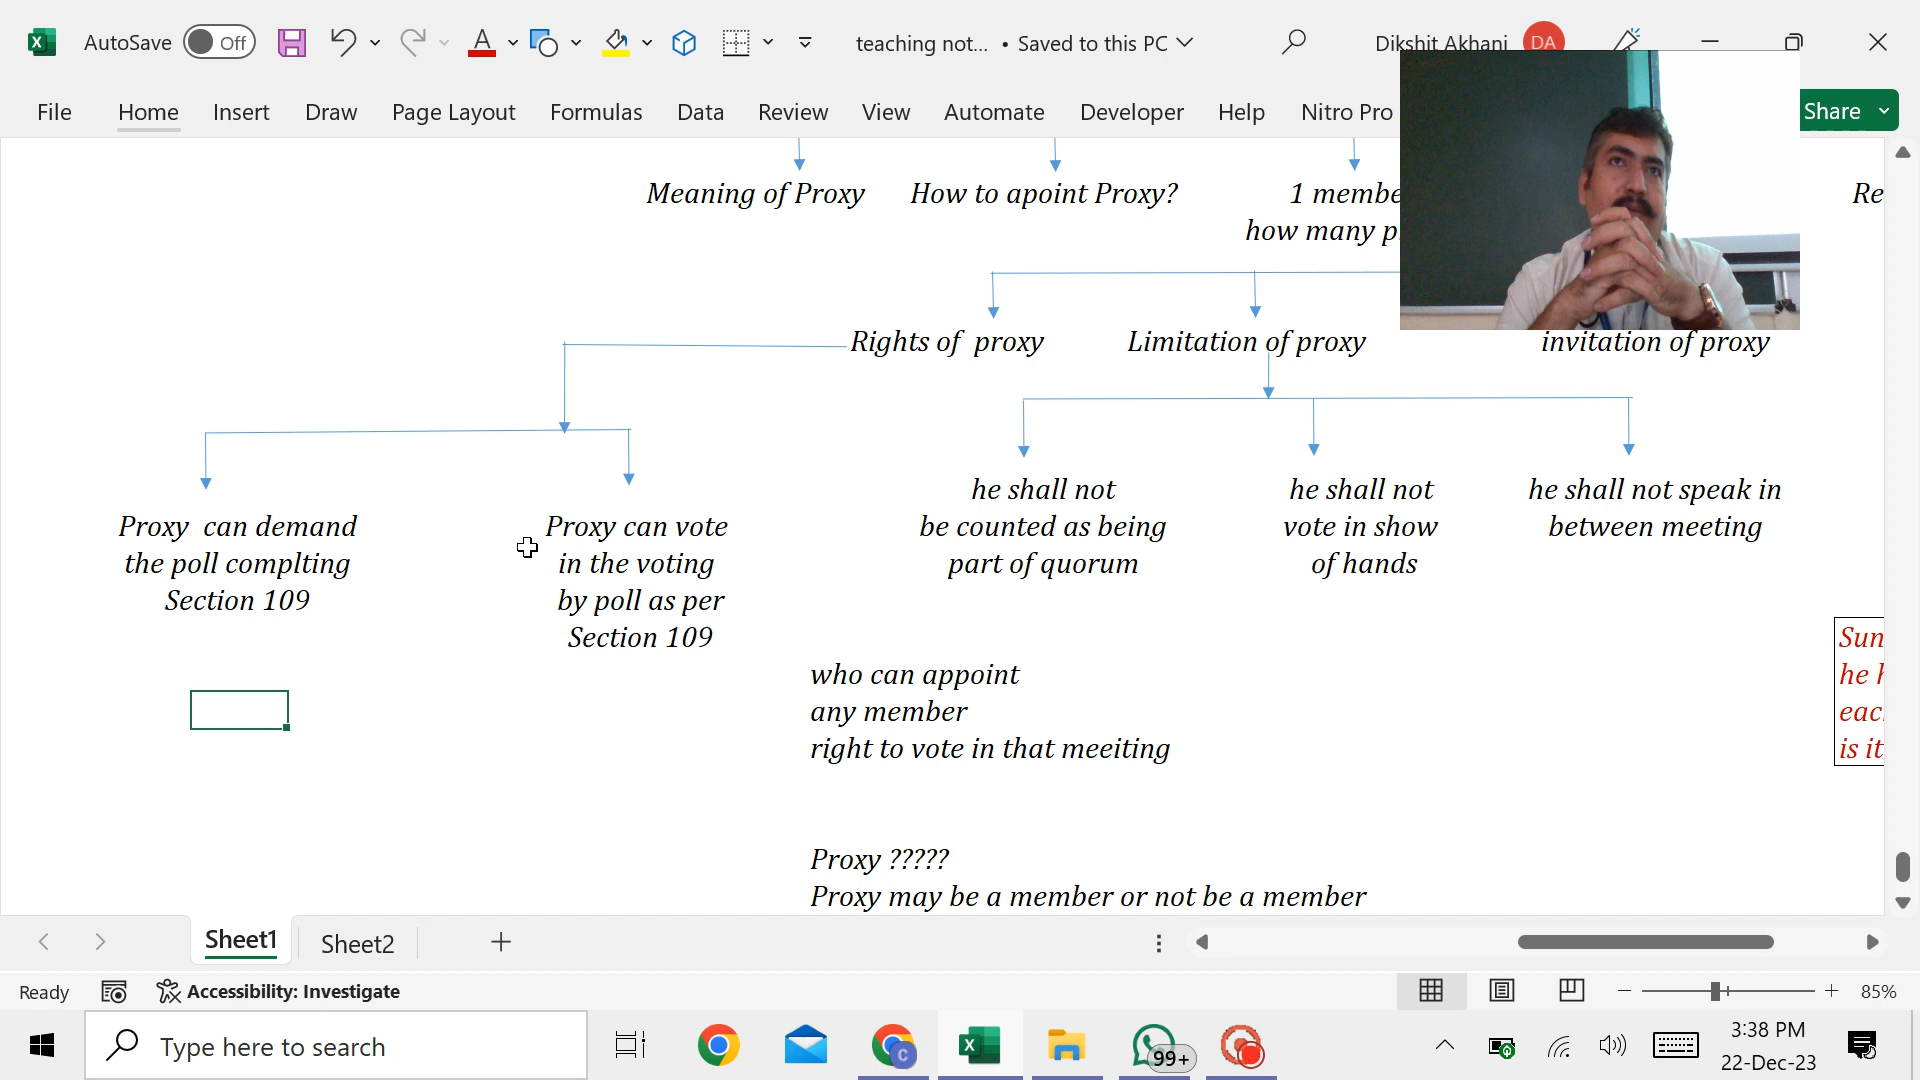 AutoSave Off teaching not... • Saved to this PC Dikshit Akhani DA
File Home Insert Draw Page Layout Formulas Data Review View Automate Developer Help Nitro Pro Share
Meaning of Proxy How to apoint Proxy? 1 membe Re
how many p
Rights of proxy Limitation of proxy invitation of proxy
he shall not he shall not he shall not speak in
Proxy can demand Proxy can vote be counted as being vote in show between meeting
the poll complting in the voting part of quorum of hands
Section 109 by poll as per
Section 109 Sun
who can appoint he h
any member eac
right to vote in that meeiting is it
Proxy ?????
Proxy may be a member or not be a member
Sheet1 Sheet2
Ready Accessibility: Investigate 85%
Type here to search 99+ 3:38 PM
22-Dec-23